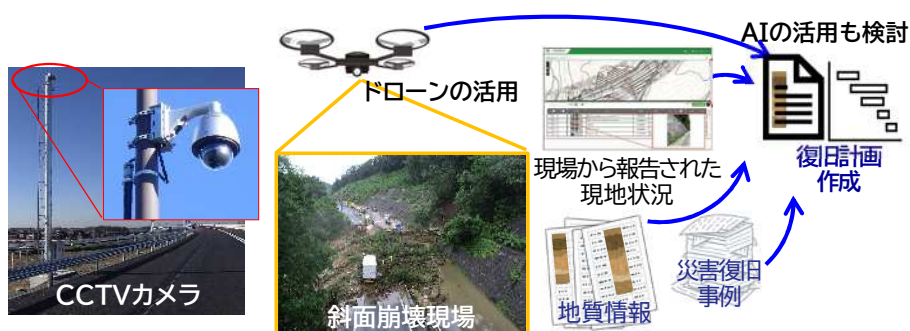 AIの活用も検討
ドローンの活用
現場から報告された
現地状況
復旧計画
作成
CCTVカメラ
斜面崩壊現場
地質情報
災害復旧
事例